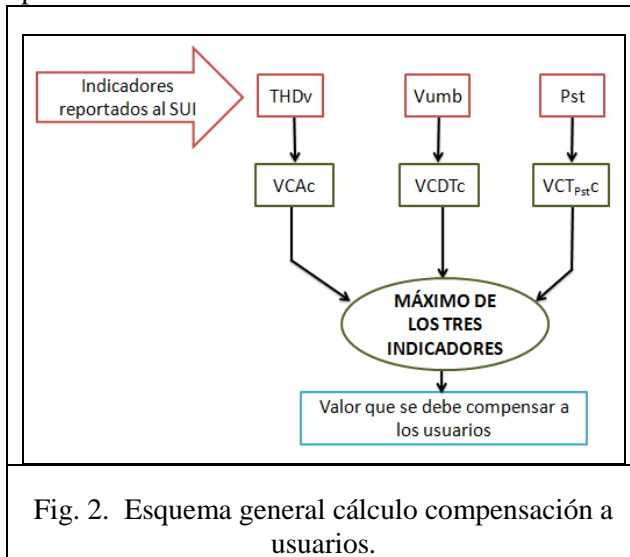 Indicadores
reportados al SUI
THDv
Vumb
Pst
VCAc
VCDTc
VCTPstc
MÁXIMO DE
LOS TRES
INDICADORES
Valor que se debe compensar a
los usuarios
Fig. 2. Esquema general cálculo compensación a
usuarios.